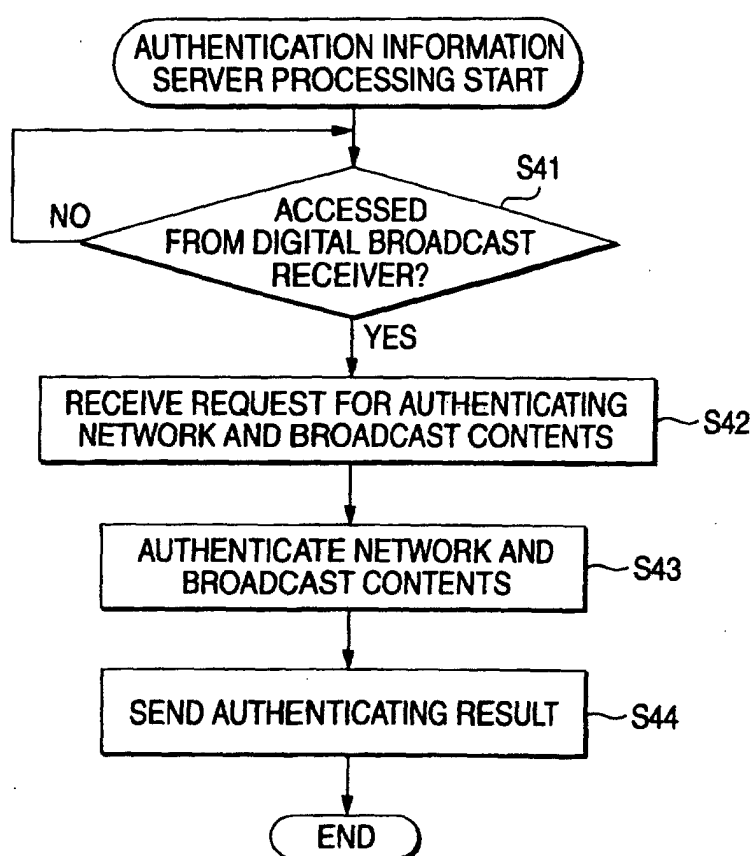 AUTHENTICATION INFORMATION
SERVER PROCESSING START
S41
NO
ACCESSED
FROM DIGITAL BROADCAST
RECEIVER?
YES
RECEIVE REQUEST FOR AUTHENTICATING
NETWORK AND BROADCAST CONTENTS
S42
AUTHENTICATE NETWORK AND
BROADCAST CONTENTS
S43
SEND AUTHENTICATING RESULT
S44
END